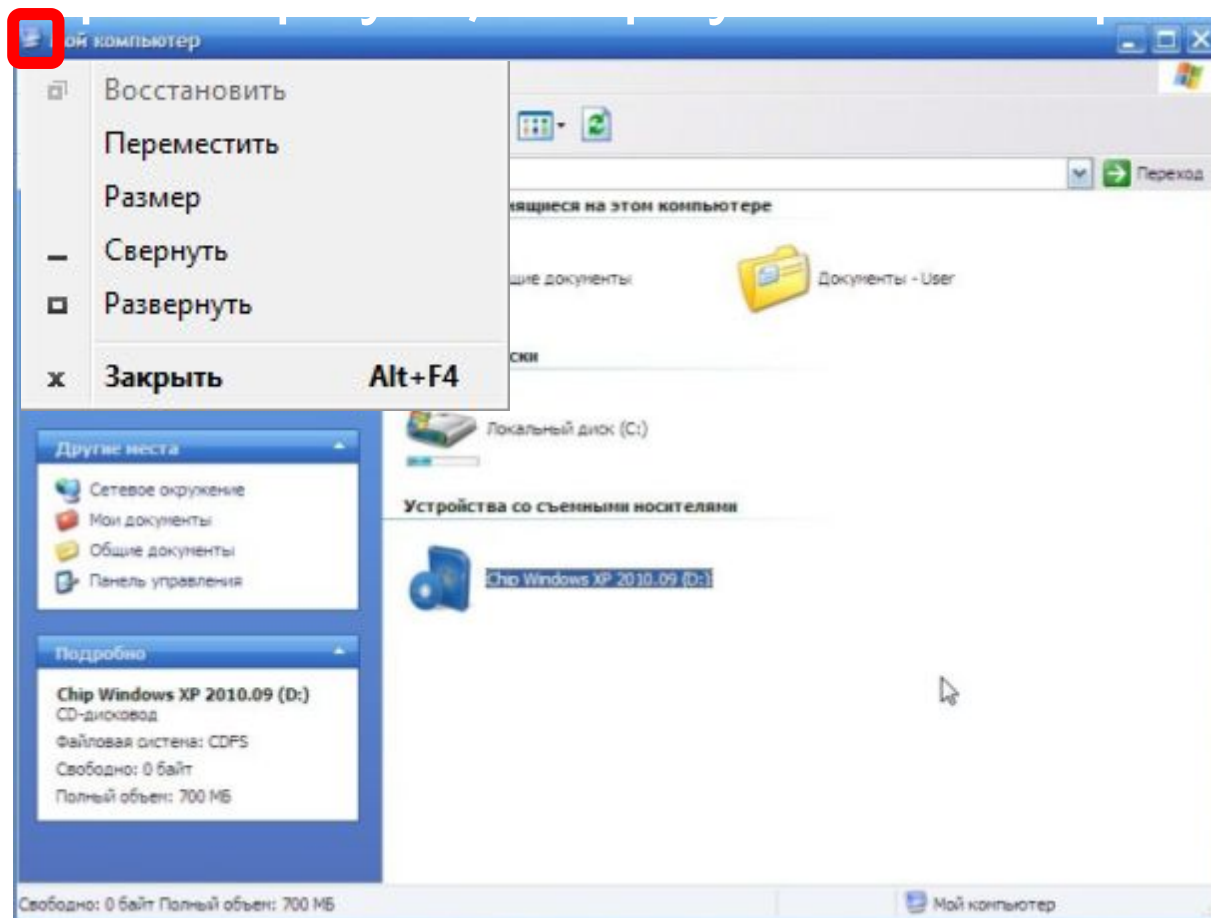 Мой компьютер
Восстановить
Переместить
Размер
Свернуть
Развернуть
Закрыть Alt+F4
Переход
на этом компьютере
документы
Документы - User
Локальный диск (C:)
Устройства со съемными носителями
Chip Windows XP 2010.09 (D:)
Другие места
Сетевое окружение
Мои документы
Общие документы
Панель управления
Подробно
Chip Windows XP 2010.09 (D:)
CD-дисковод
Файловая система: CDFS
Свободно: 0 байт
Полный объем: 700 МБ
Свободно: 0 байт Полный объем: 700 МБ
Мой компьютер